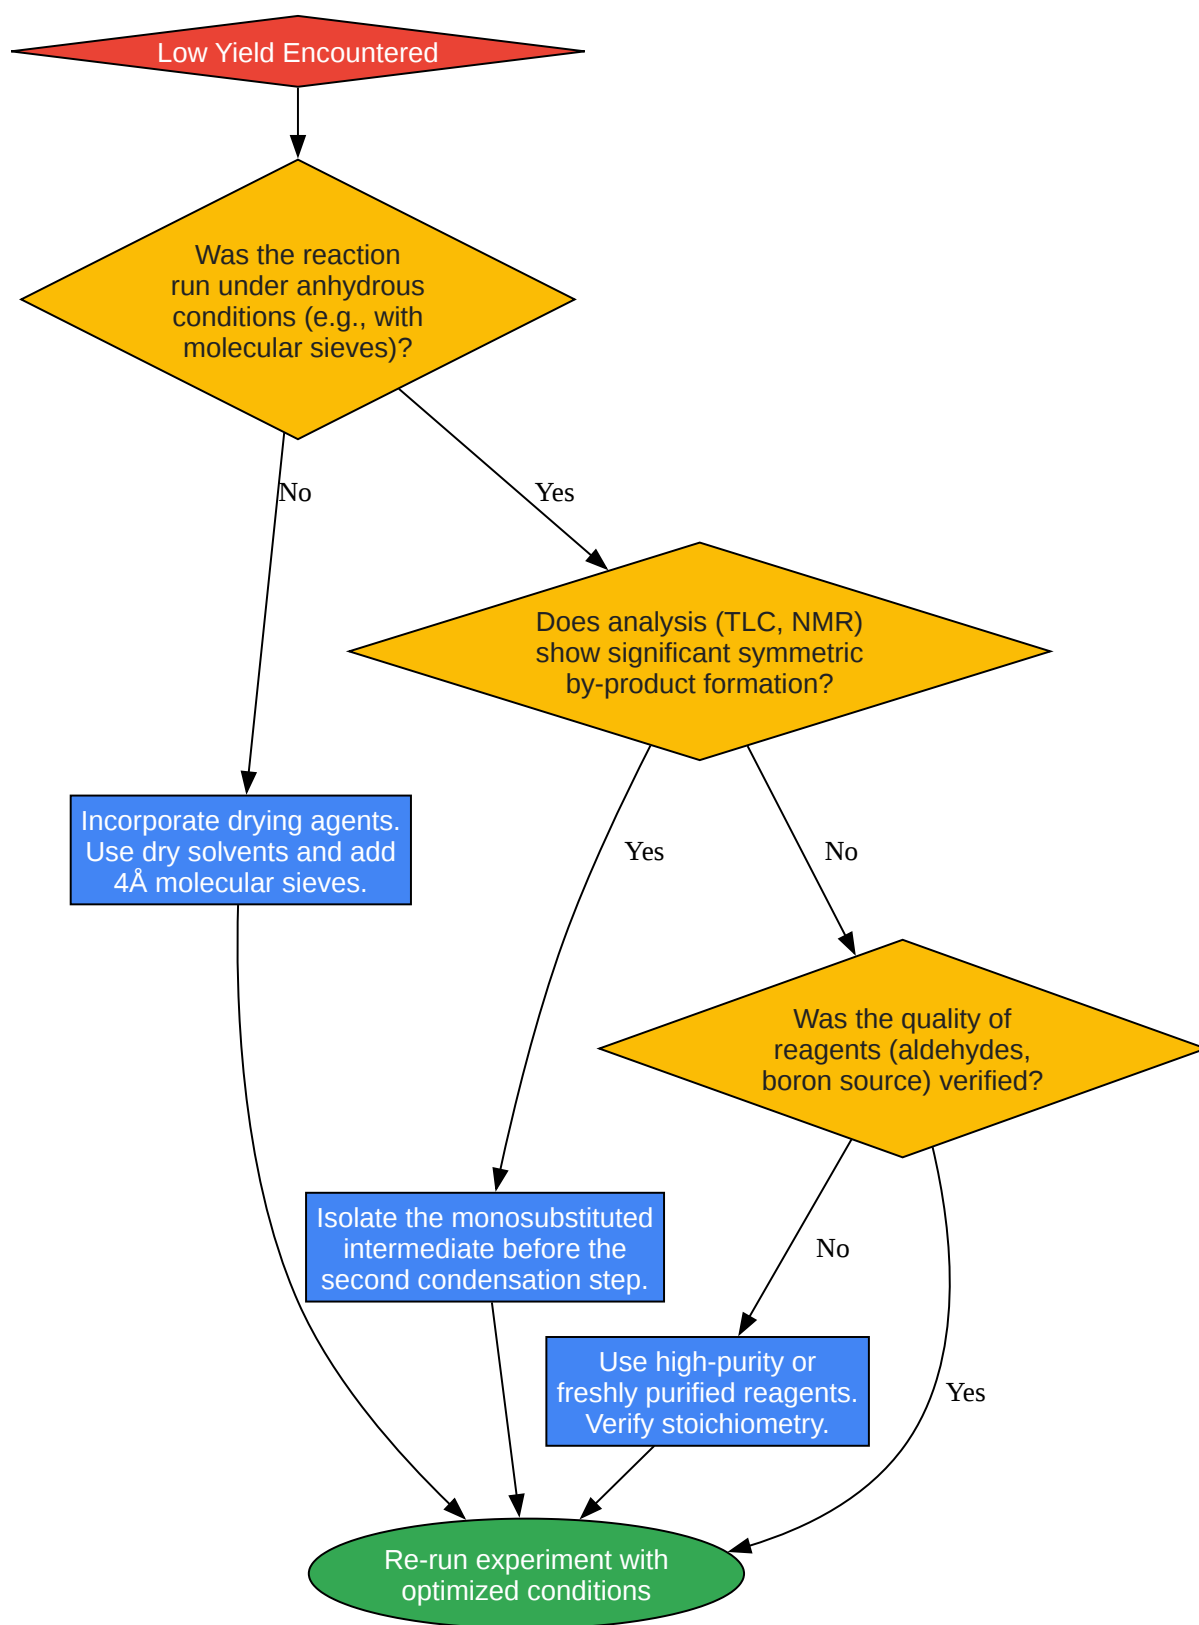 Low Yield Encountered
Was the reaction
run under anhydrous
conditions (e.g., with
molecular sieves)?
No
Yes
Does analysis (TLC, NMR)
show significant symmetric
by-product formation?
Incorporate drying agents.
Use dry solvents and add
4Å molecular sieves.
Yes
No
Was the quality of
reagents (aldehydes,
boron source) verified?
Isolate the monosubstituted
intermediate before the
second condensation step.
No
Use high-purity or
freshly purified reagents.
Verify stoichiometry.
Yes
Re-run experiment with
optimized conditions